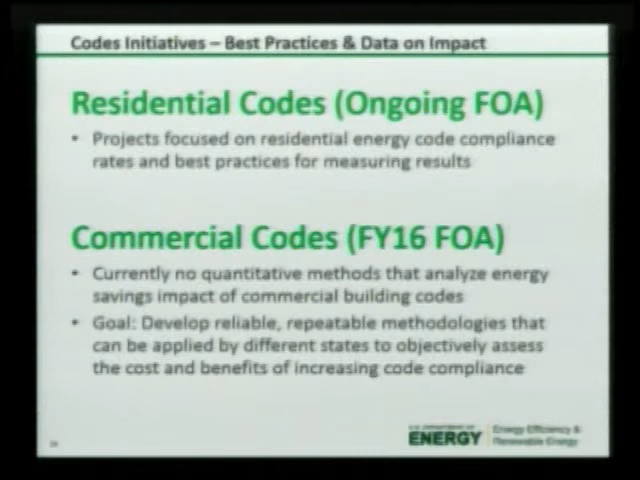 Codes Initiatives – Best Practices & Data on Impact
Residential Codes (Ongoing FOA)
• Projects focused on residential energy code compliance
rates and best practices for measuring results
Commercial Codes (FY16 FOA)
• Currently no quantitative methods that analyze energy
savings impact of commercial building codes
• Goal: Develop reliable, repeatable methodologies that
can be applied by different states to objectively assess
the cost and benefits of increasing code compliance
U.S. DEPARTMENT OF
ENERGY
Energy Efficiency &
Renewable Energy